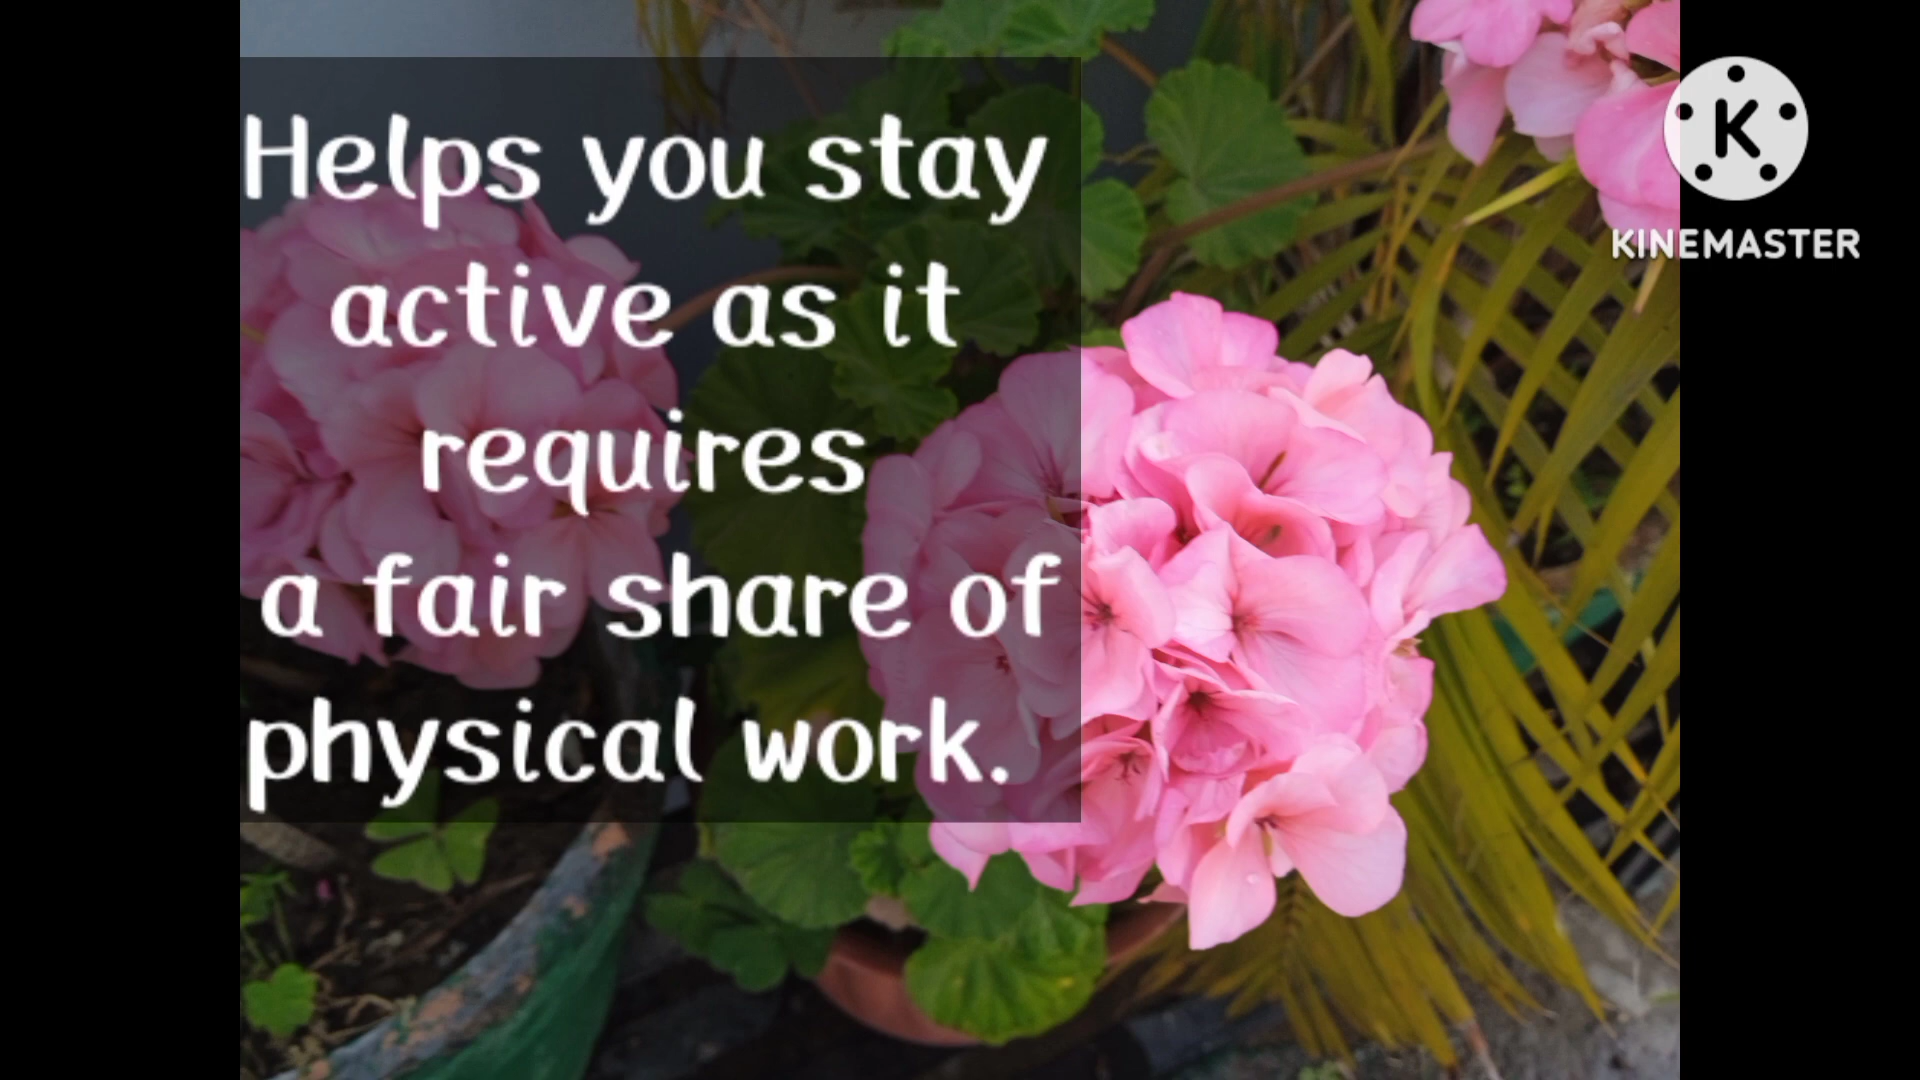 Helps you stay
active as it
requires
a fair share of
physical work.
K
KINEMASTER